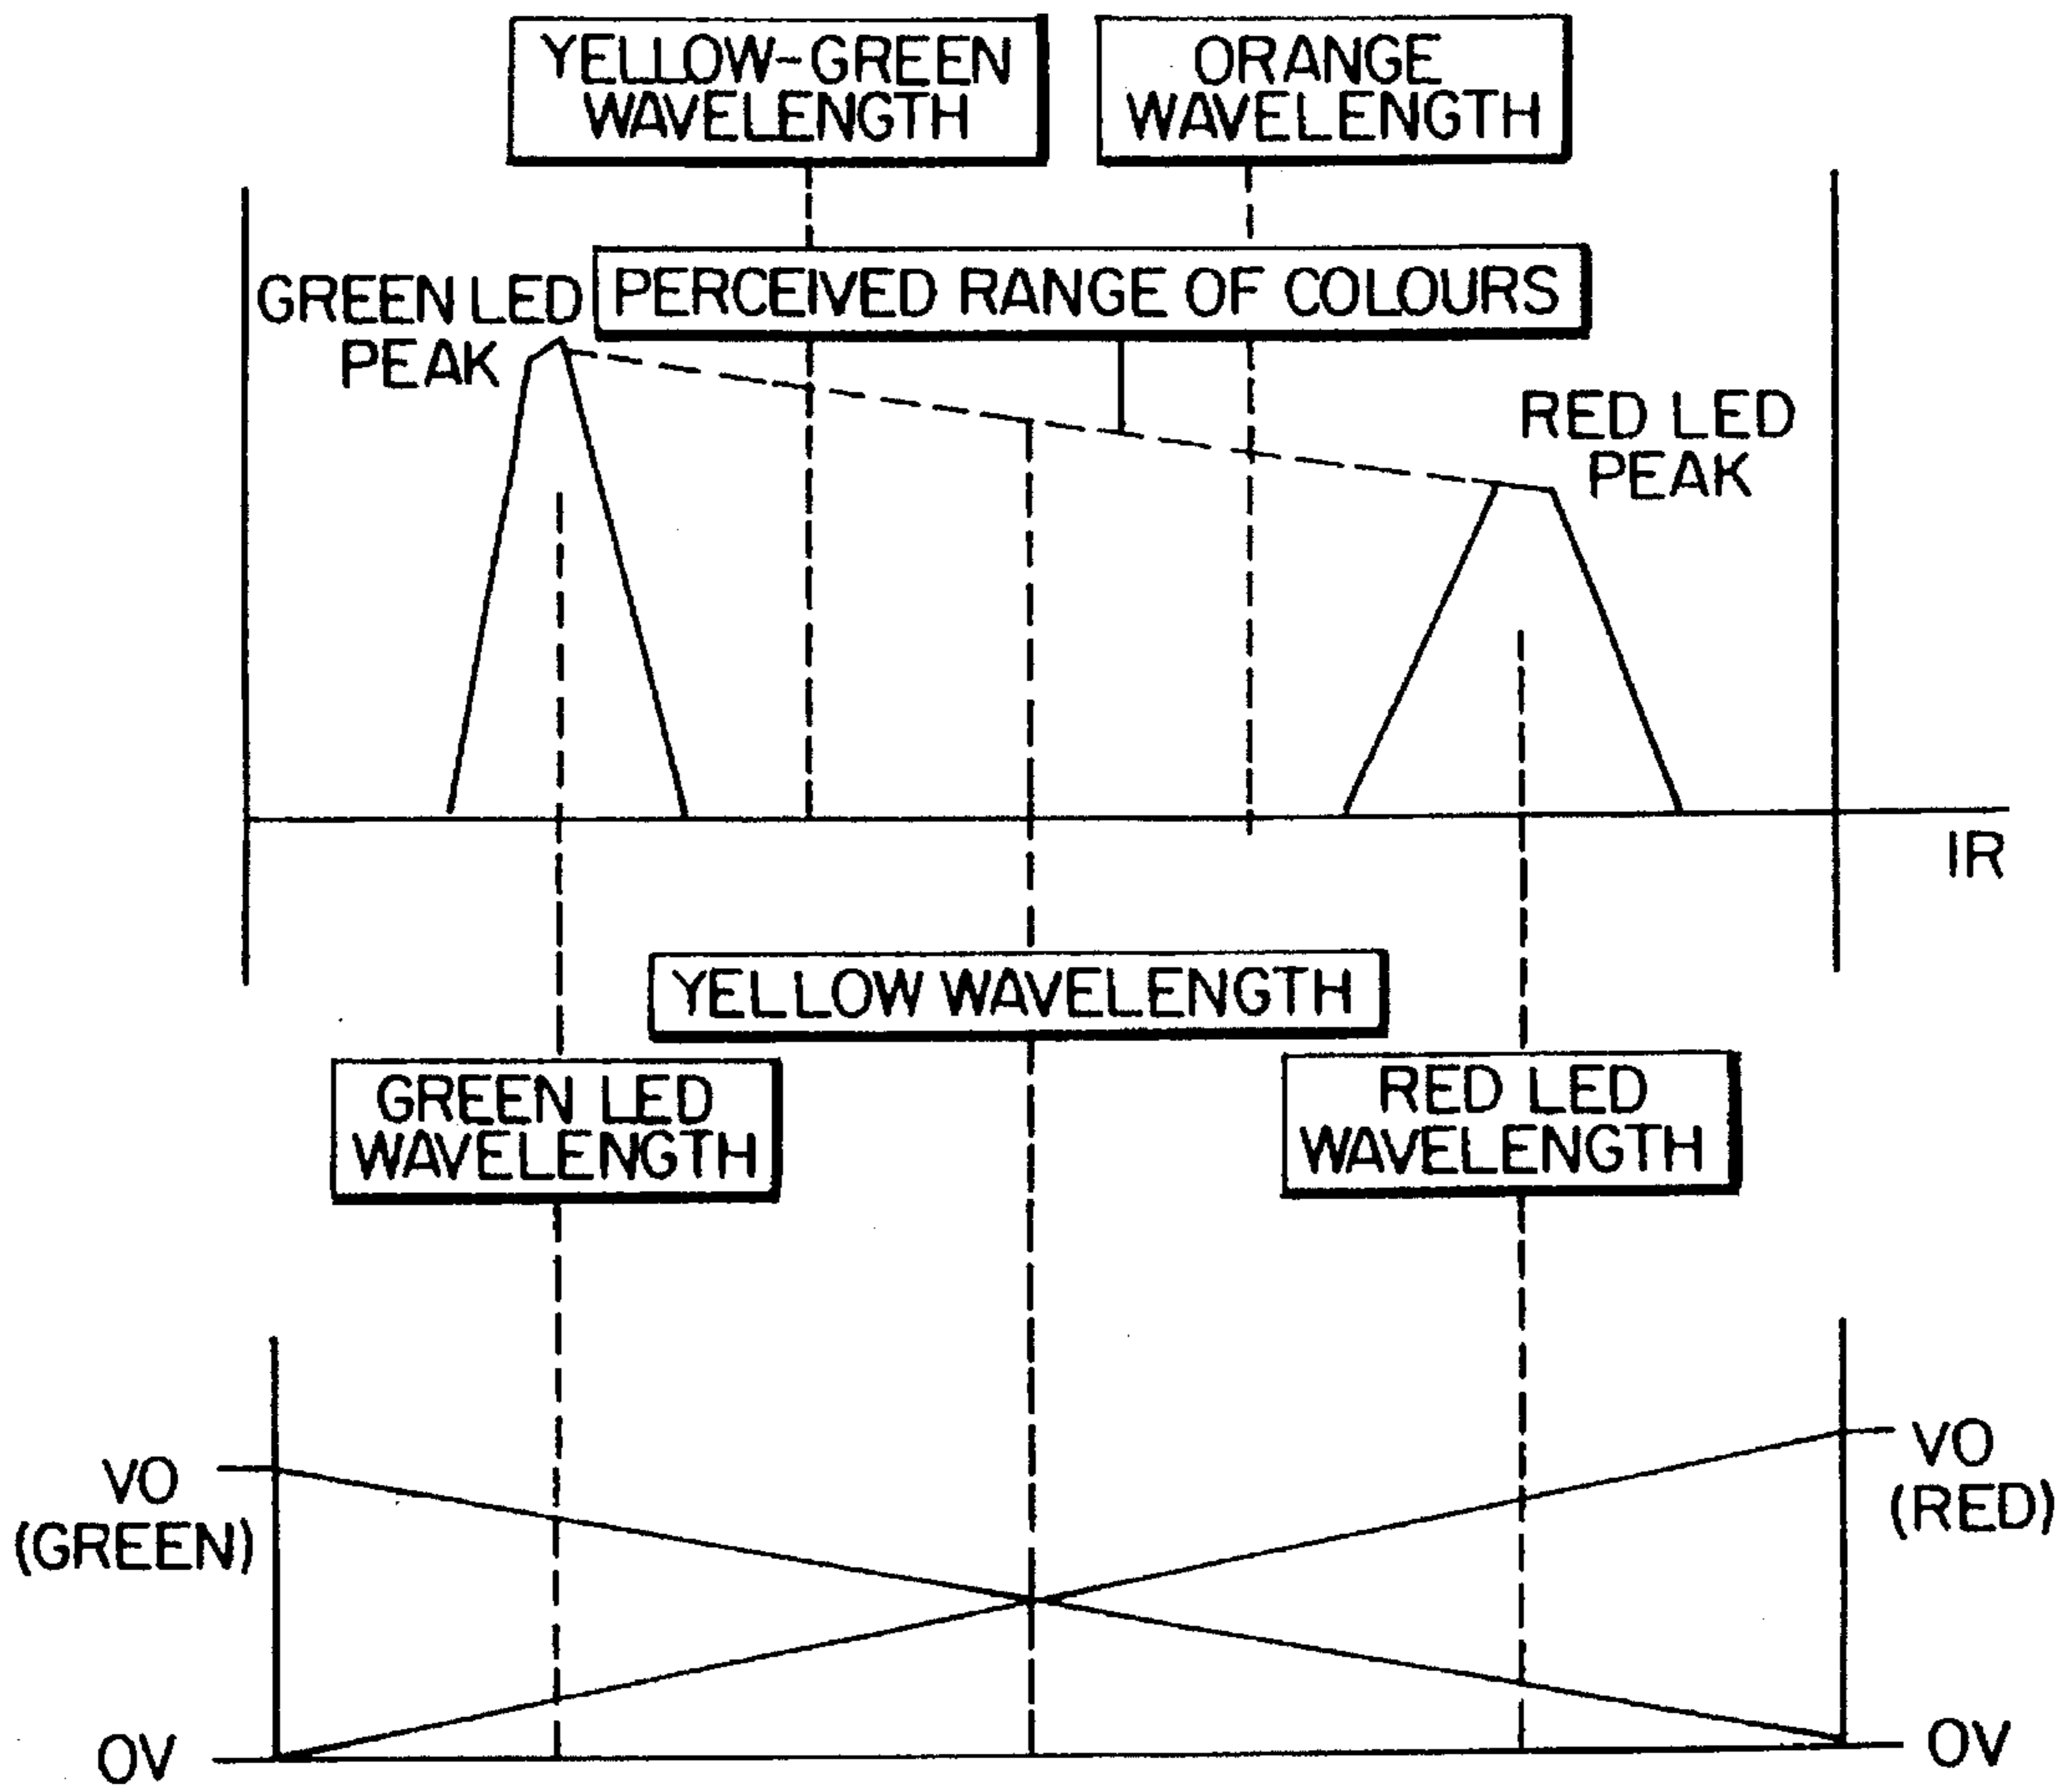 YELLOW-GREEN
WAVELENGTH
ORANGE
WAVELENGTH
GREEN LED
PEAK
PERCEIVED RANGE OF COLOURS
RED LED
PEAK
IR
YELLOW WAVELENGTH
GREEN LED
WAVELENGTH
RED LED
WAVELENGTH
VO
(GREEN)
VO
(RED)
OV
OV